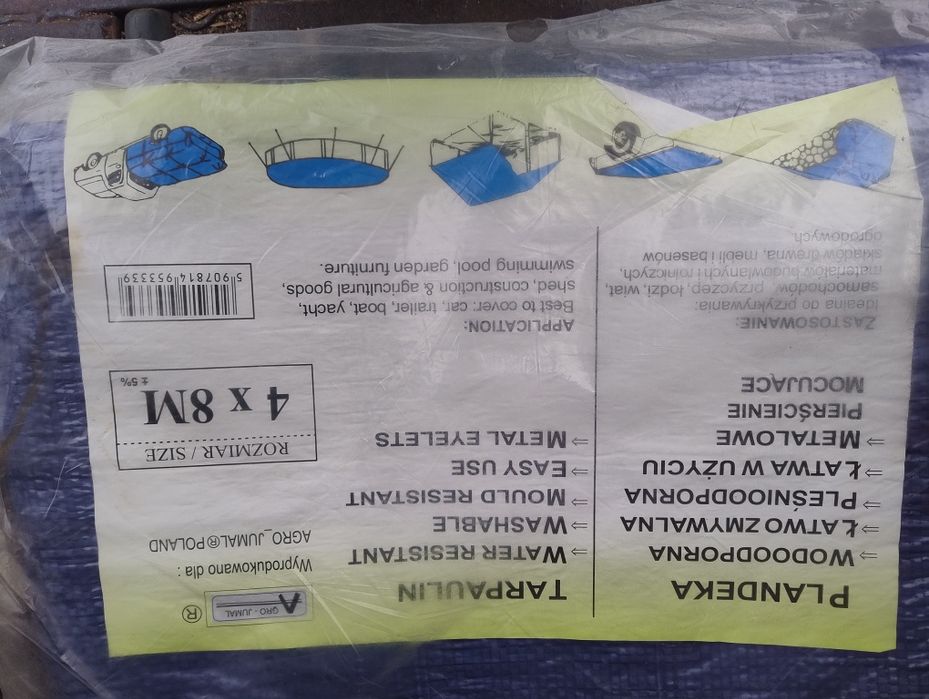 PLANDEKA
⇒ WODOODPORNA
⇒ ŁATWO ZMYWALNA
⇒ PLEŚNIOODPORNA
⇒ ŁATWA W UŻYCIU
⇒ METALOWE
PIERŚCIENIE
MOCUJĄCE
ZASTOSOWANIE:
Idealna do przykrywania:
samochodów, przyczep, łodzi, wiat,
materiałów budowlanych i rolniczych,
składów drewna, mebli i basenów
ogrodowych.
TARPAULIN
⇒ WATER RESISTANT
⇒ WASHABLE
⇒ MOULD RESISTANT
⇒ EASY USE
⇒ METAL EYELETS
APPLICATION:
Best to cover: car, trailer, boat, yacht,
shed, construction & agricultural goods,
swimming pool, garden furniture.
AGRO - JUMAL ®
Wyprodukowano dla :
AGRO_JUMAL®POLAND
ROZMIAR / SIZE
4 x 8M
± 5%
5 907814 953339